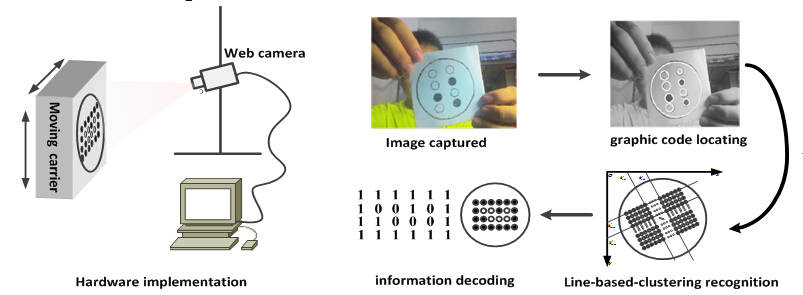 Web camera
Moving carrier
Hardware implementation
Image captured
graphic code locating
1 1 1 1 1 1
1 0 0 1 0 1
1 1 0 0 0 1
1 1 1 1 1 1
information decoding
Line-based-clustering recognition